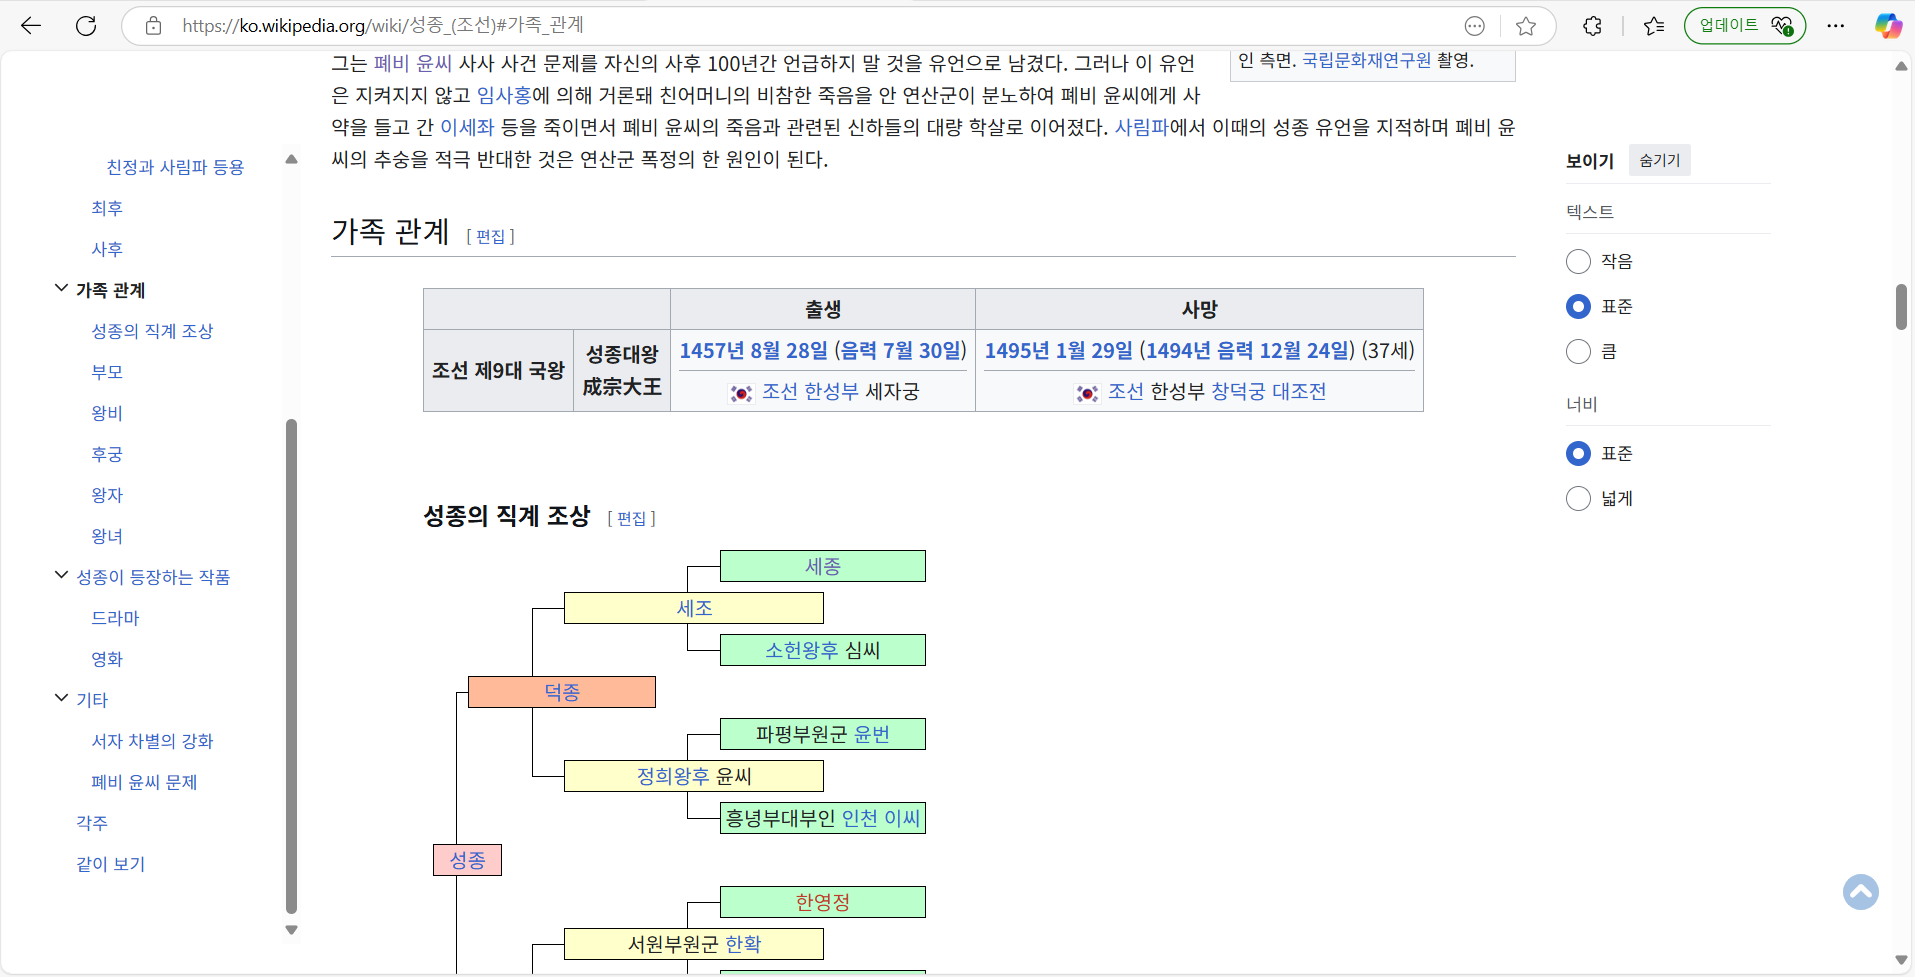 https://ko.wikipedia.org/wiki/성종_(조선)#가족_관계
업데이트
그는 폐비 윤씨 사사 사건 문제를 자신의 사후 100년간 언급하지 말 것을 유언으로 남겼다. 그러나 이 유언
은 지켜지지 않고 임사홍에 의해 거론돼 친어머니의 비참한 죽음을 안 연산군이 분노하여 폐비 윤씨에게 사
약을 들고 간 이세좌 등을 죽이면서 폐비 윤씨의 죽음과 관련된 신하들의 대량 학살로 이어졌다. 사림파에서 이때의 성종 유언을 지적하며 폐비 윤
씨의 추숭을 적극 반대한 것은 연산군 폭정의 한 원인이 된다.
인 측면. 국립문화재연구원 촬영.
친정과 사림파 등용
최후
사후
가족 관계
성종의 직계 조상
부모
왕비
후궁
왕자
왕녀
성종이 등장하는 작품
드라마
영화
기타
서자 차별의 강화
폐비 윤씨 문제
각주
같이 보기
가족 관계 [ 편집 ]
출생 사망
조선 제9대 국왕
성종대왕
成宗大王
1457년 8월 28일 (음력 7월 30일)
조선 한성부 세자궁
1495년 1월 29일 (1494년 음력 12월 24일) (37세)
조선 한성부 창덕궁 대조전
성종의 직계 조상 [ 편집 ]
세종
세조
소헌왕후 심씨
덕종
파평부원군 윤번
정희왕후 윤씨
흥녕부대부인 인천 이씨
성종
한영정
서원부원군 한확
보이기 숨기기
텍스트
작음
표준
큼
너비
표준
넓게